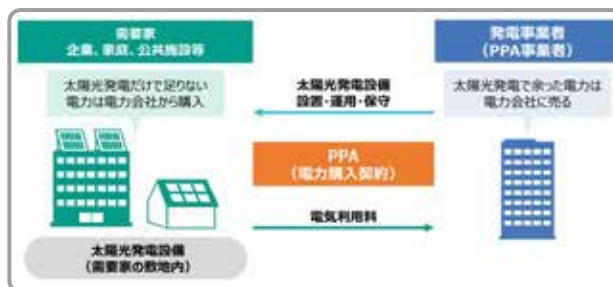 需要家
企業、家庭、公共施設等
発電事業者
(PPA事業者)
太陽光発電だけで足りない
電力は電力会社から購入
太陽光発電設備
設置・運用・保守
太陽光発電で余った電力は
電力会社に売る
PPA
(電力購入契約)
電気利用料
太陽光発電設備
(需要家の敷地内)